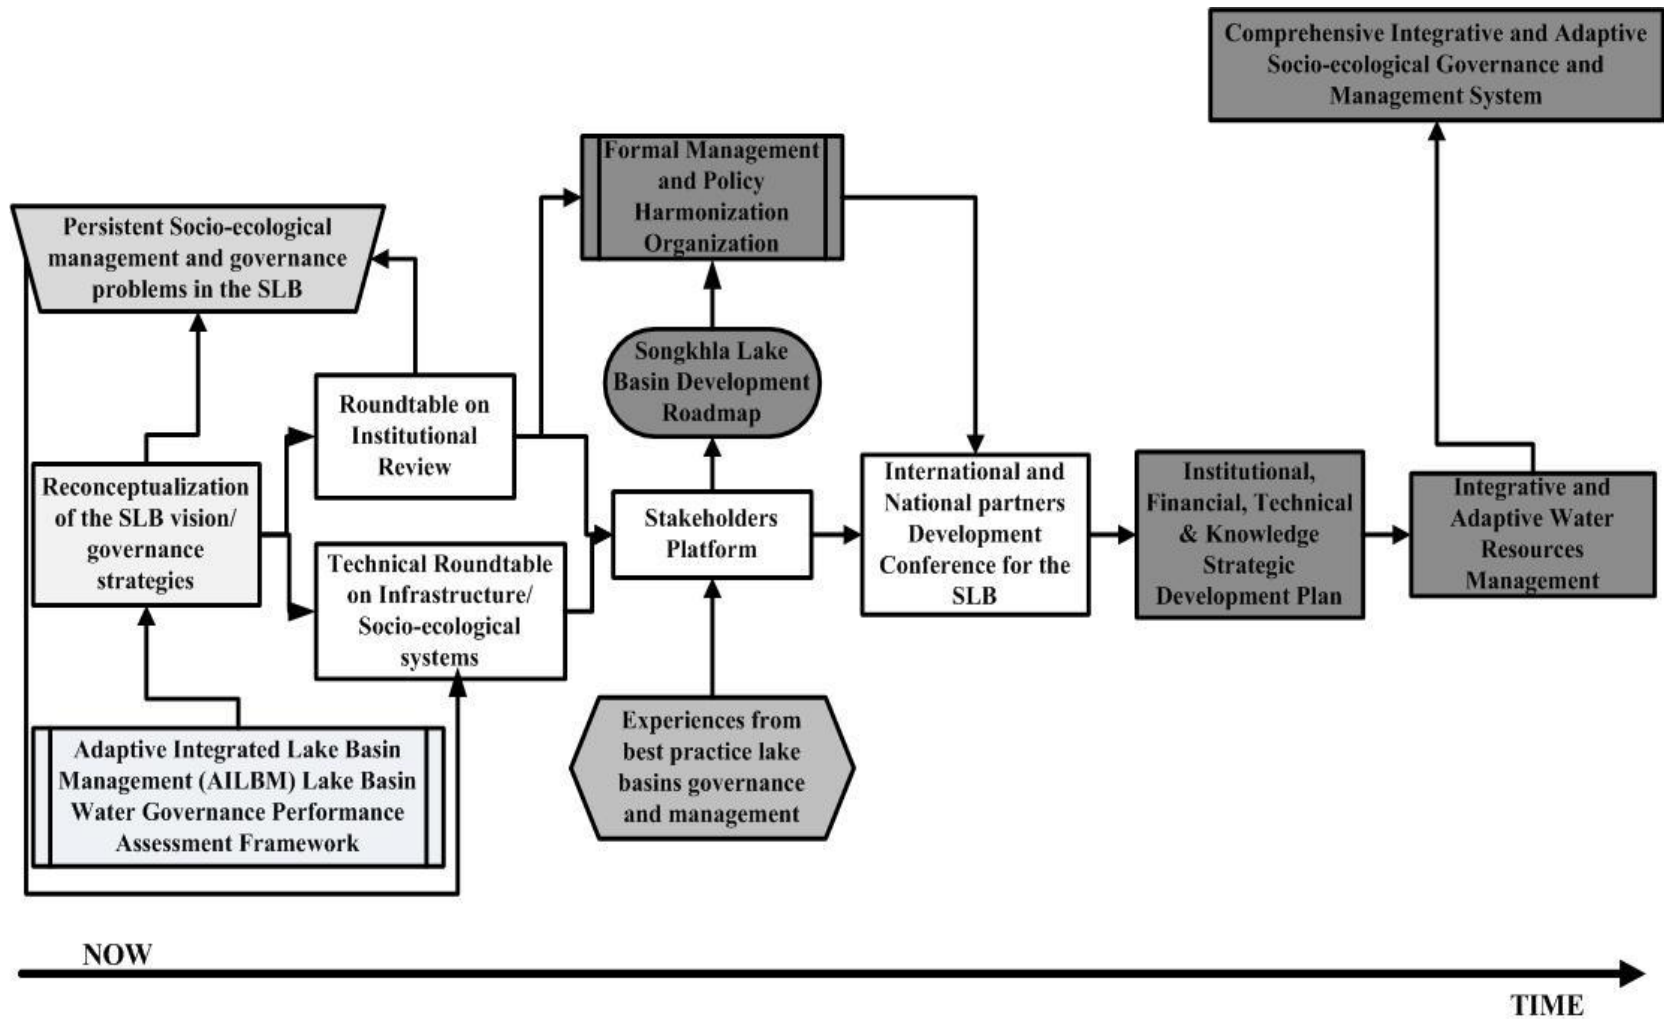 Comprehensive Integrative and Adaptive
Socio-ecological Governance and
Management System
Formal Management
and Policy
Harmonization
Organization
Persistent Socio-ecological
management and governance
problems in the SLB
Songkhla Lake
Basin Development
Roadmap
Roundtable on
Institutional
Review
Reconceptualization
of the SLB vision/
governance
strategies
Technical Roundtable
on Infrastructure/
Socio-ecological
systems
Stakeholders
Platform
International and
National partners
Development
Conference for the
SLB
Institutional,
Financial, Technical
& Knowledge
Strategic
Development Plan
Integrative and
Adaptive Water
Resources
Management
Adaptive Integrated Lake Basin
Management (AILBM) Lake Basin
Water Governance Performance
Assessment Framework
Experiences from
best practice lake
basins governance
and management
NOW
TIME